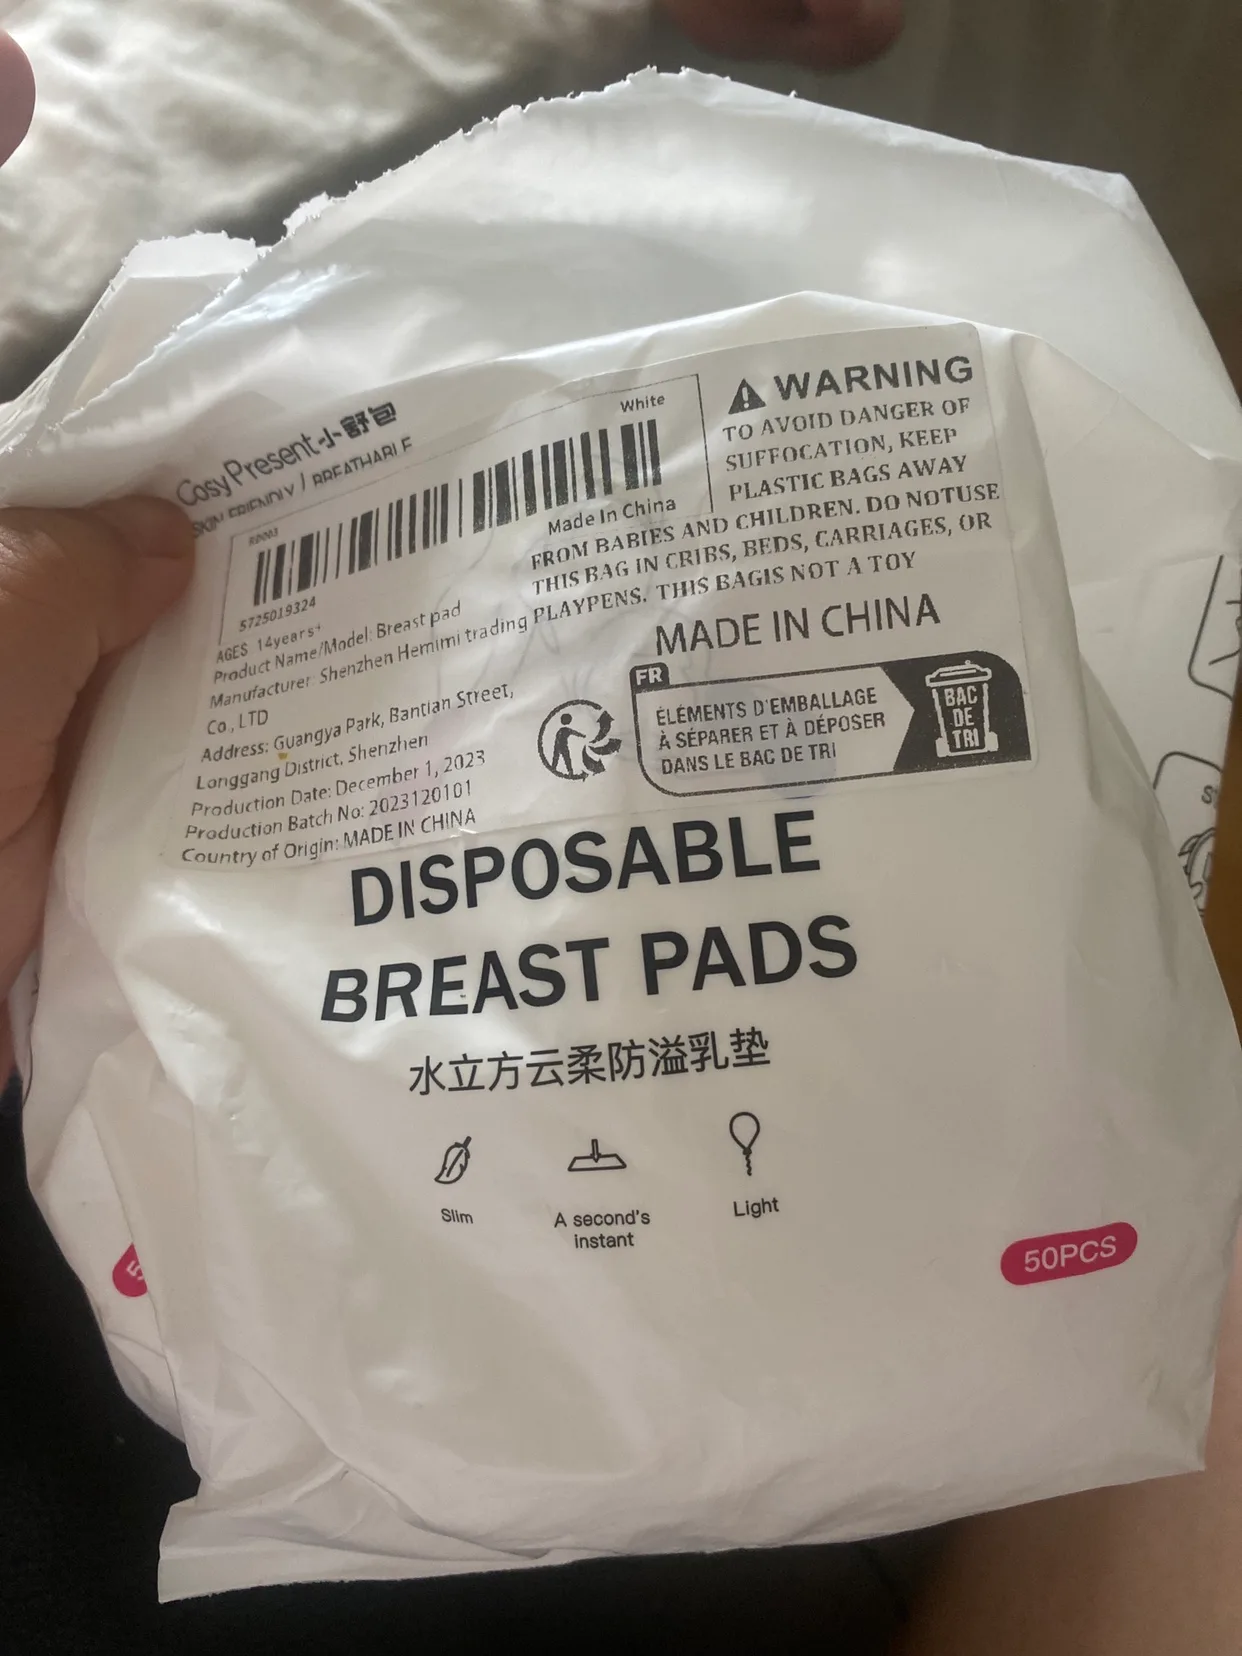 CosyPresent小舒包
SKIN FRIENDLY / BREATHABLE
RD003
White
5725019324
Made In China
AGES 14years+
Product Name/Model: Breast pad
Manufacturer: Shenzhen Hemimi trading
Co., LTD
Address: Guangya Park, Bantian Street,
Longgang District, Shenzhen
Production Date: December 1, 2023
Production Batch No: 2023120101
Country of Origin: MADE IN CHINA
WARNING
TO AVOID DANGER OF
SUFFOCATION, KEEP
PLASTIC BAGS AWAY
FROM BABIES AND CHILDREN. DO NOTUSE
THIS BAG IN CRIBS, BEDS, CARRIAGES, OR
PLAYPENS. THIS BAGIS NOT A TOY
MADE IN CHINA
FR
ÉLÉMENTS D'EMBALLAGE
À SÉPARER ET À DÉPOSER
DANS LE BAC DE TRI
BAC
DE
TRI
DISPOSABLE
BREAST PADS
水立方云柔防溢乳垫
Slim
A second's
instant
Light
50PCS